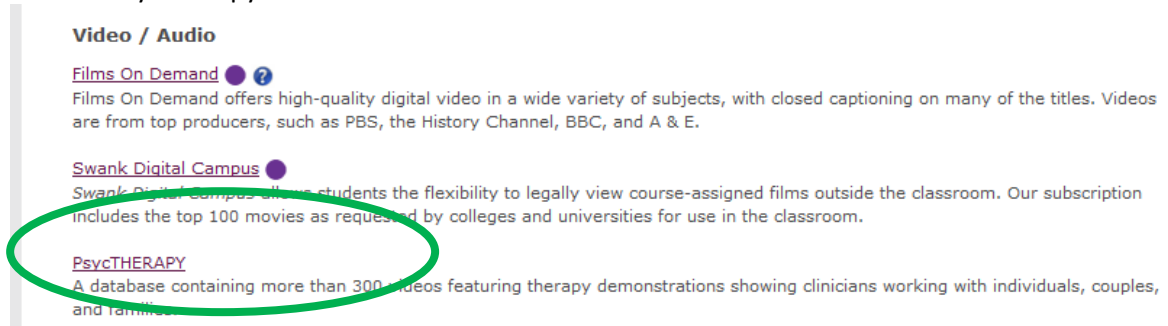 Video / Audio
Films On Demand
Films On Demand offers high-quality digital video in a wide variety of subjects, with closed captioning on many of the titles. Videos
are from top producers, such as PBS, the History Channel, BBC, and A & E.
Swank Digital Campus
Swank Digital Campus allows students the flexibility to legally view course-assigned films outside the classroom. Our subscription
includes the top 100 movies as requested by colleges and universities for use in the classroom.
PsycTHERAPY
A database containing more than 300 videos featuring therapy demonstrations showing clinicians working with individuals, couples,
and families.